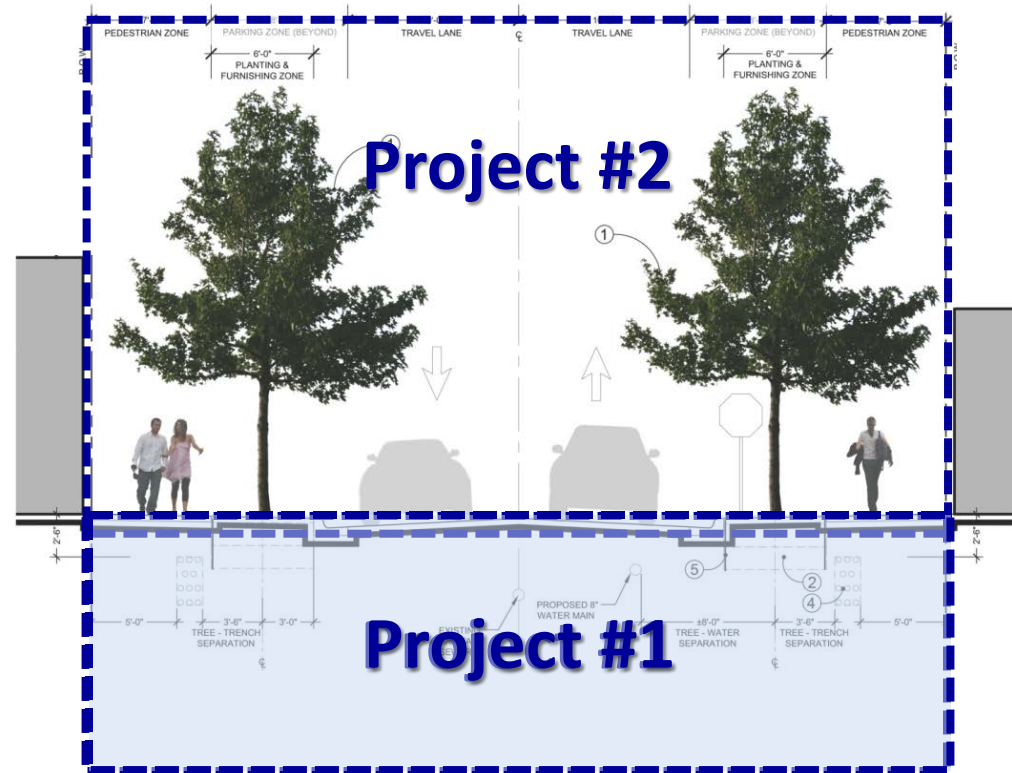 PEDESTRIAN ZONE
PARKING ZONE (BEYOND)
TRAVEL LANE
TRAVEL LANE
PARKING ZONE (BEYOND)
PEDESTRIAN ZONE
6'-0"
PLANTING &
FURNISHING ZONE
6'-0"
PLANTING &
FURNISHING ZONE
Project #2
1
2'-6"
2'-6"
5
2
4
PROPOSED 8"
WATER MAIN
5'-0"
3'-6"
3'-0"
±8'-0"
3'-6"
5'-0"
TREE - TRENCH
SEPARATION
TREE - WATER
SEPARATION
TREE - TRENCH
SEPARATION
Project #1